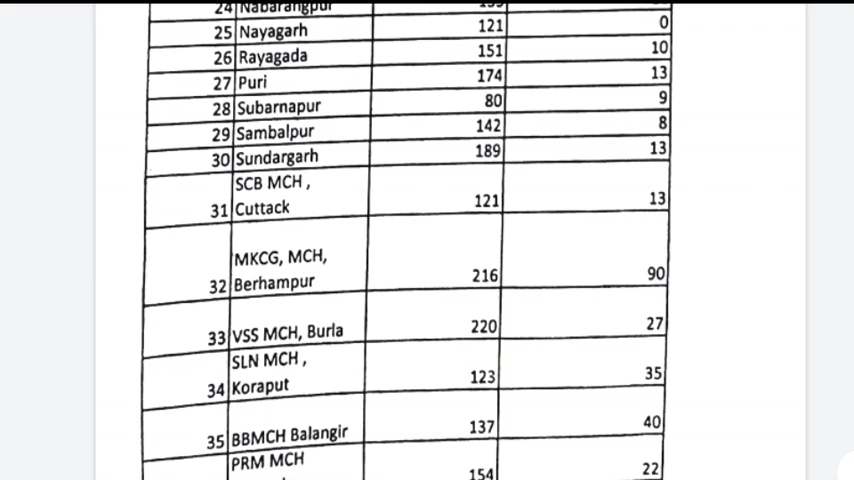 24 Nabarangpur
25 Nayagarh 121 0
26 Rayagada 151 10
27 Puri 174 13
28 Subarnapur 80 9
29 Sambalpur 142 8
30 Sundargarh 189 13
SCB MCH ,
31 Cuttack 121 13
MKCG, MCH,
32 Berhampur 216 90
33 VSS MCH, Burla 220 27
SLN MCH ,
34 Koraput 123 35
35 BBMCH Balangir 137 40
PRM MCH
154 22